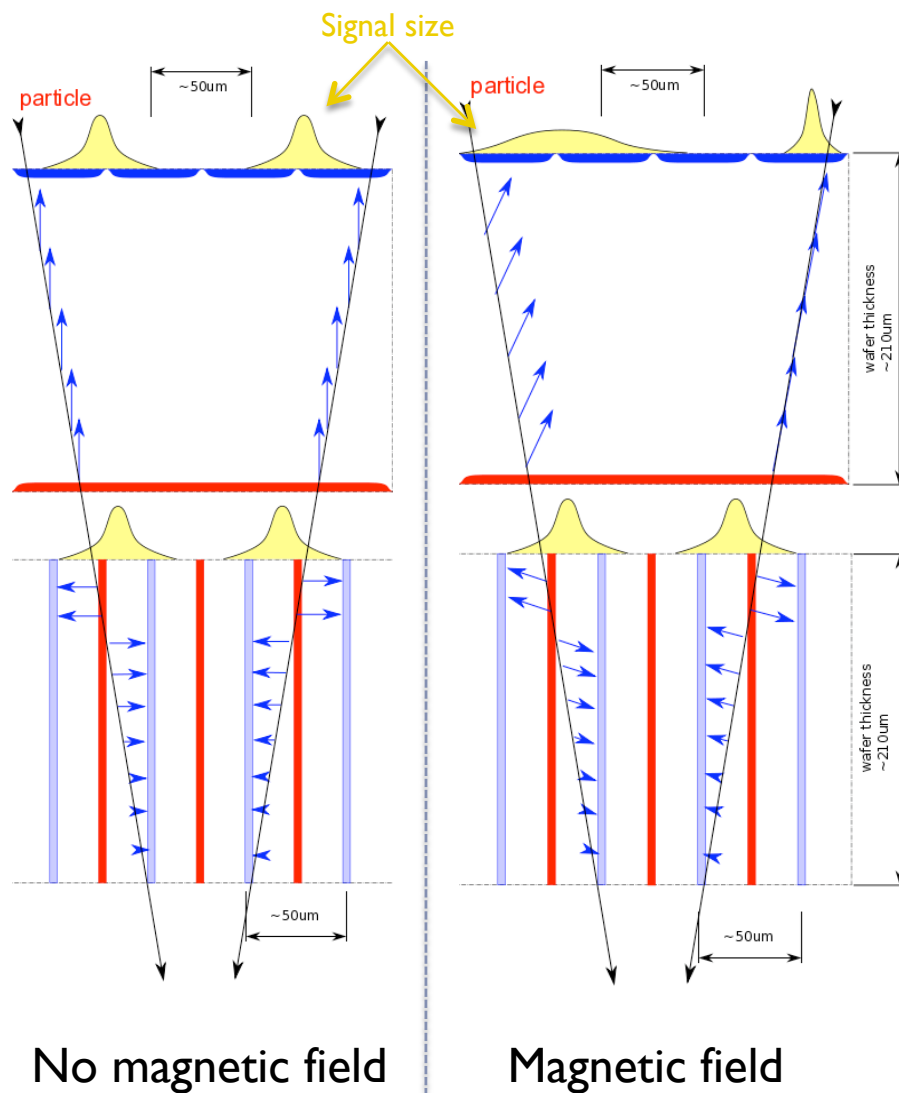 Signal size
~50um
~50um
particle
particle
wafer thickness
~210um
wafer thickness
~210um
~50um
~50um
No magnetic field
Magnetic field